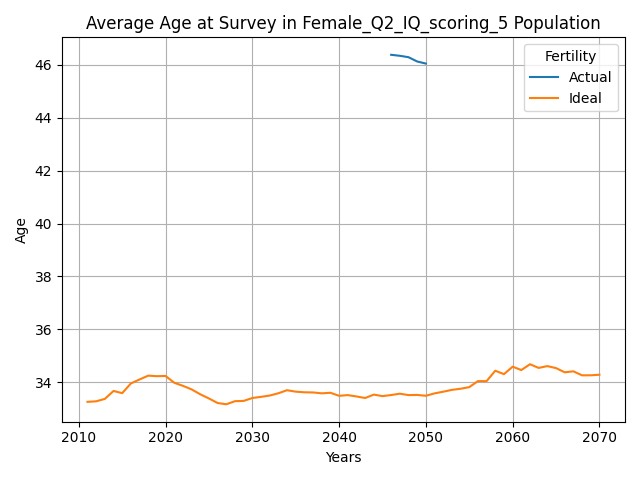 Average Age at Survey in Female_Q2_IQ_scoring_5 Population
Fertility
Actual
Ideal
46
44
42
40
38
36
34
Age
2010 2020 2030 2040 2050 2060 2070
Years